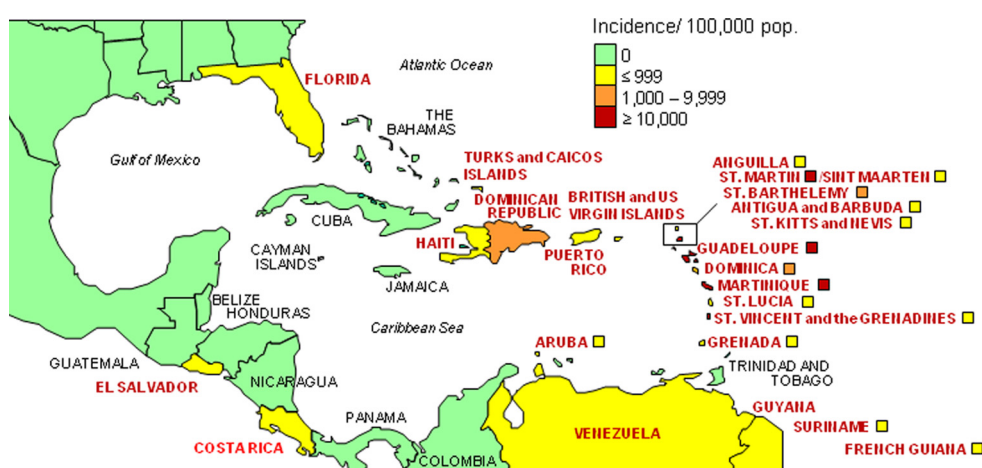 Incidence/ 100,000 pop.
0
≤ 999
1,000 – 9,999
≥ 10,000
Atlantic Ocean
FLORIDA
THE
BAHAMAS
Gulf of Mexico
TURKS and CAICOS
ISLANDS
DOMINICAN
REPUBLIC
BRITISH and US
VIRGIN ISLANDS
ANGUILLA
ST. MARTIN /SINT MAARTEN
ST. BARTHELEMY
ANTIGUA and BARBUDA
ST. KITTS and NEVIS
CUBA
HAITI
PUERTO
RICO
GUADELOUPE
CAYMAN
ISLANDS
JAMAICA
DOMINICA
MARTINIQUE
ST. LUCIA
ST. VINCENT and the GRENADINES
BELIZE
HONDURAS
Caribbean Sea
ARUBA
GRENADA
GUATEMALA
TRINIDAD AND
TOBAGO
EL SALVADOR
NICARAGUA
PANAMA
GUYANA
COSTA RICA
VENEZUELA
SURINAME
COLOMBIA
FRENCH GUIANA